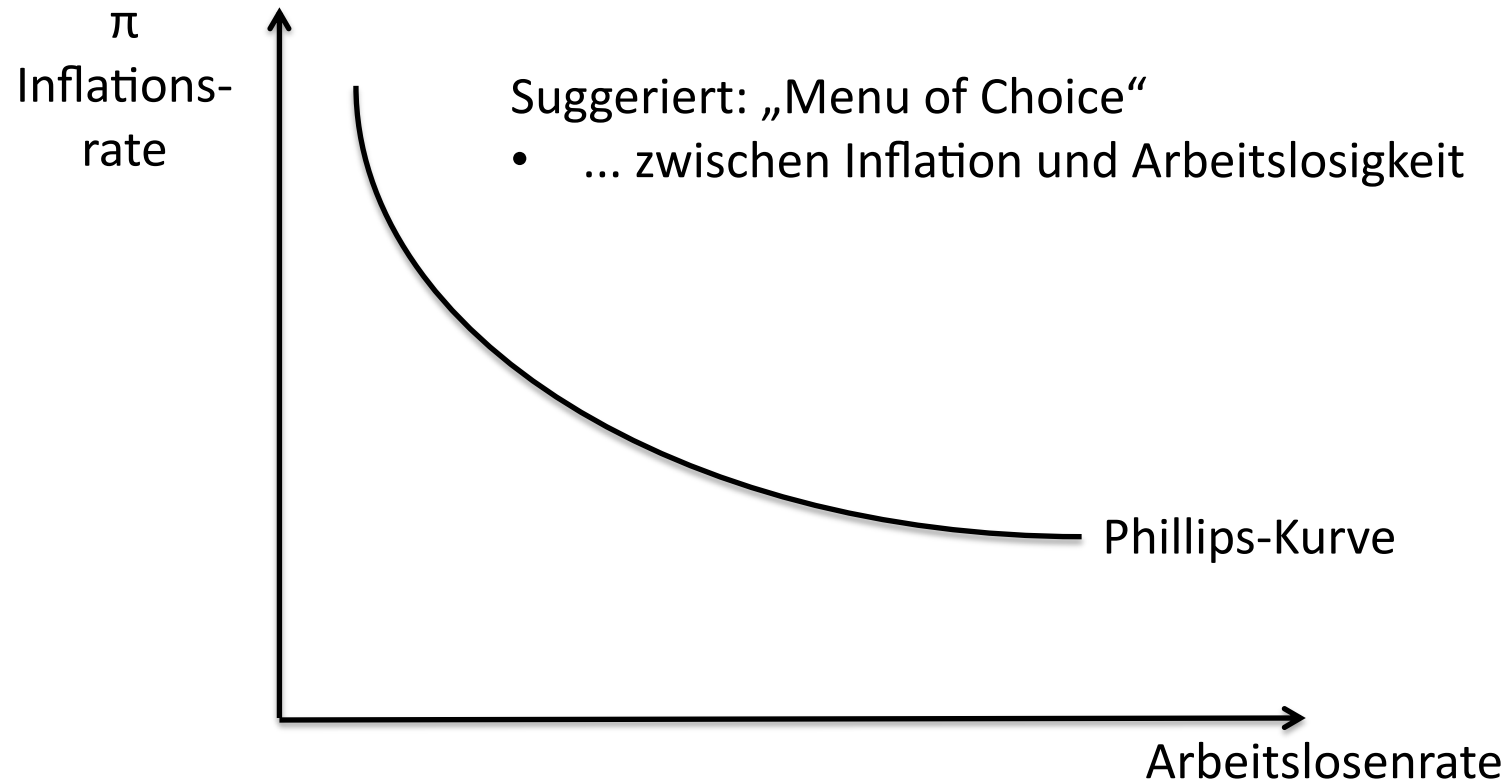 π
Inflations-
rate
Suggeriert: „Menu of Choice“
• ... zwischen Inflation und Arbeitslosigkeit
Phillips-Kurve
Arbeitslosenrate